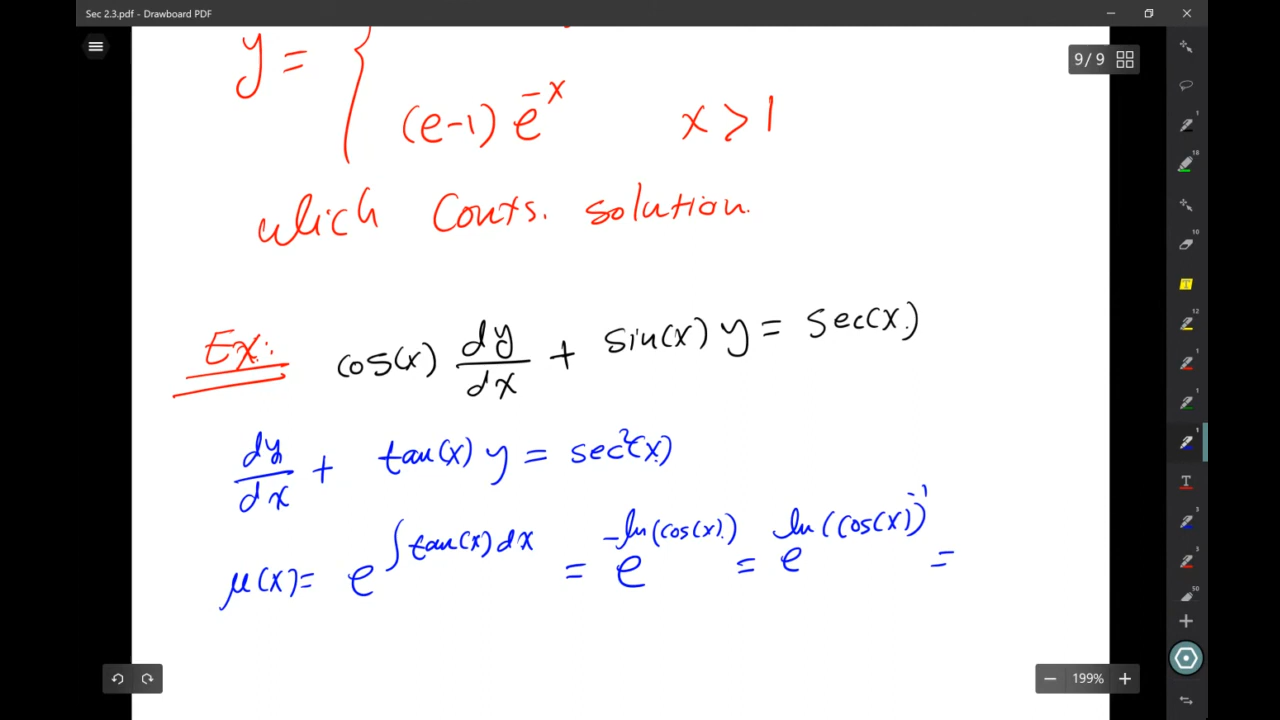 Sec 2.3.pdf - Drawboard PDF
9/9
y = {
(e-1) e^{-x} x > 1
which Conts. solution.
Ex: cos(x) dy/dx + sin(x) y = sec(x)
dy/dx + tan(x) y = sec²(x)
μ(x) = e^{∫tan(x)dx} = e^{-ln(cos(x))} = e^{ln(cos(x))^{-1}} =
199%